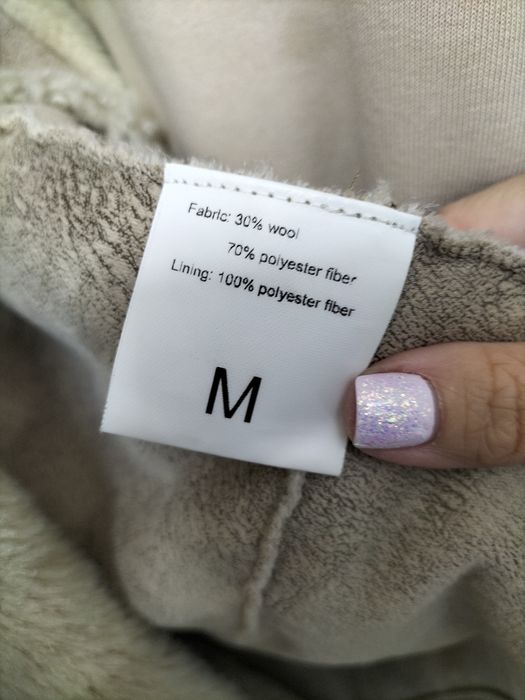 Fabric: 30% wool
70% polyester fiber
Lining: 100% polyester fiber
M